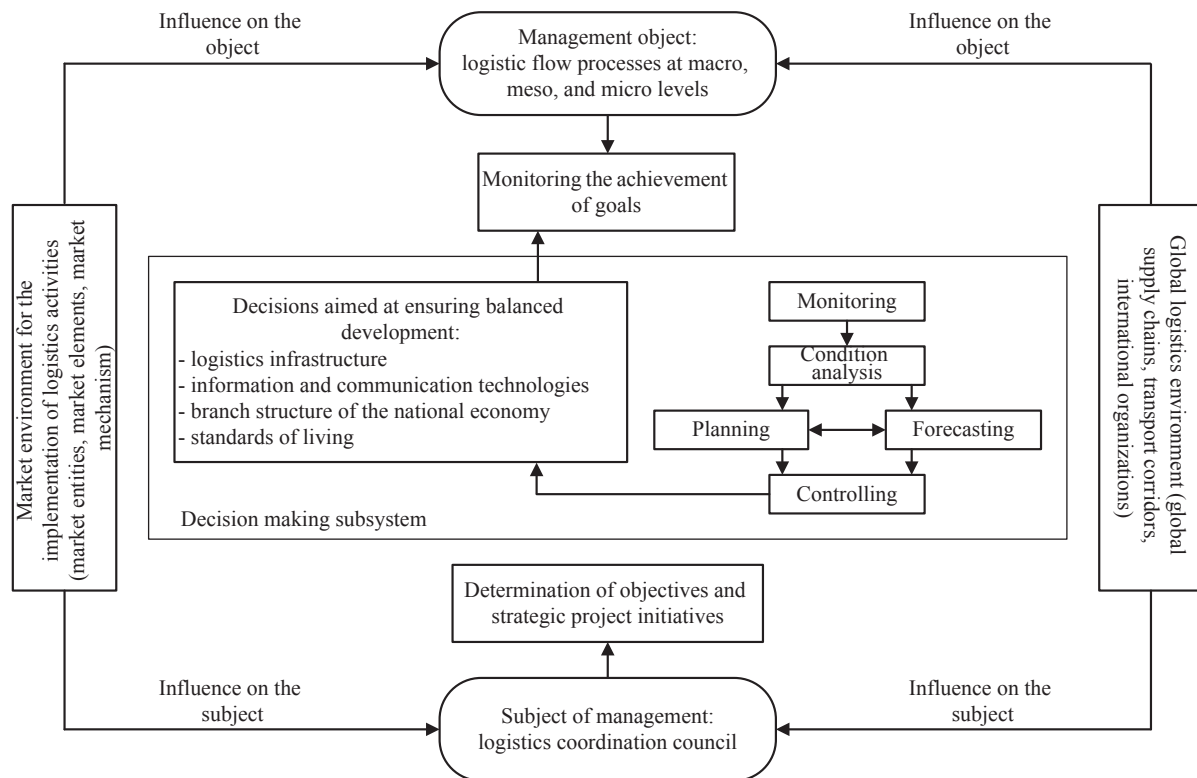 Influence on the
object
Management object:
logistic flow processes at macro,
meso, and micro levels
Influence on the
object
Monitoring the achievement
of goals
Market environment for the
implementation of logistics activities
(market entities, market elements, market
mechanism)
Decisions aimed at ensuring balanced
development:
- logistics infrastructure
- information and communication technologies
- branch structure of the national economy
- standards of living
Monitoring
Condition
analysis
Planning
Forecasting
Controlling
Decision making subsystem
Global logistics environment (global
supply chains, transport corridors,
international organizations)
Determination of objectives and
strategic project initiatives
Influence on the
subject
Subject of management:
logistics coordination council
Influence on the
subject